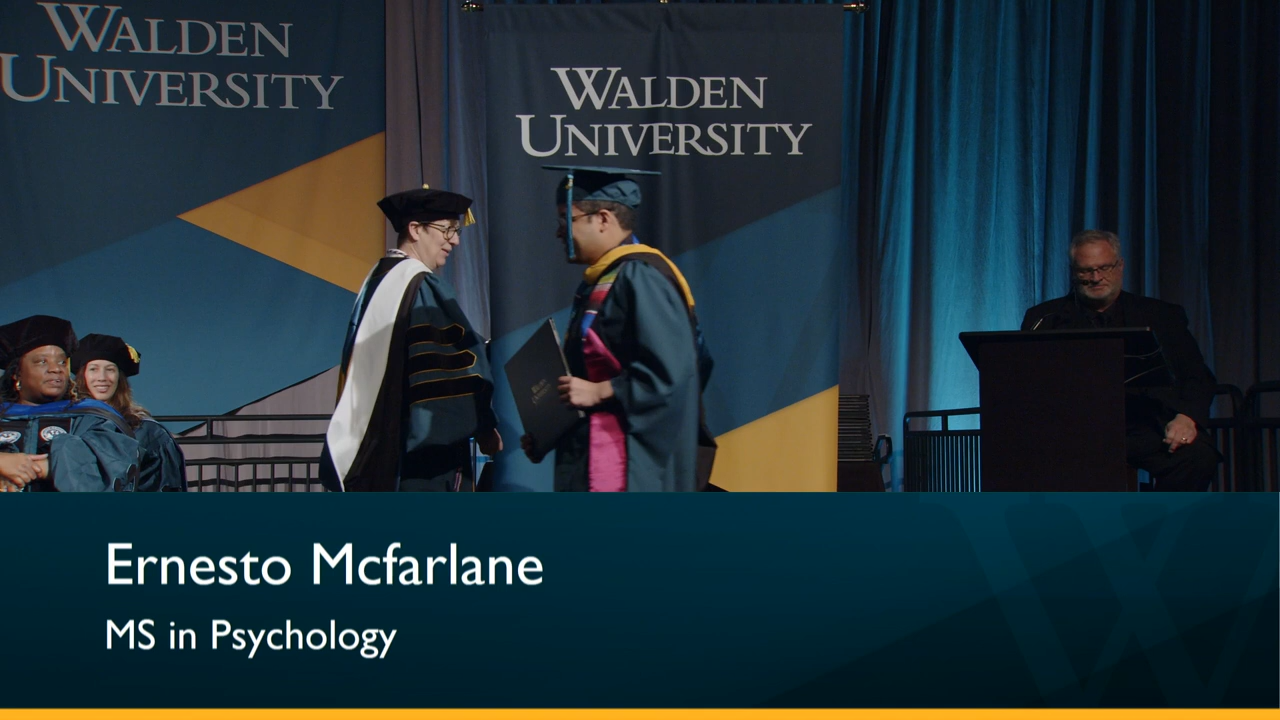 WALDEN
UNIVERSITY
WALDEN
UNIVERSITY
Ernesto Mcfarlane
MS in Psychology